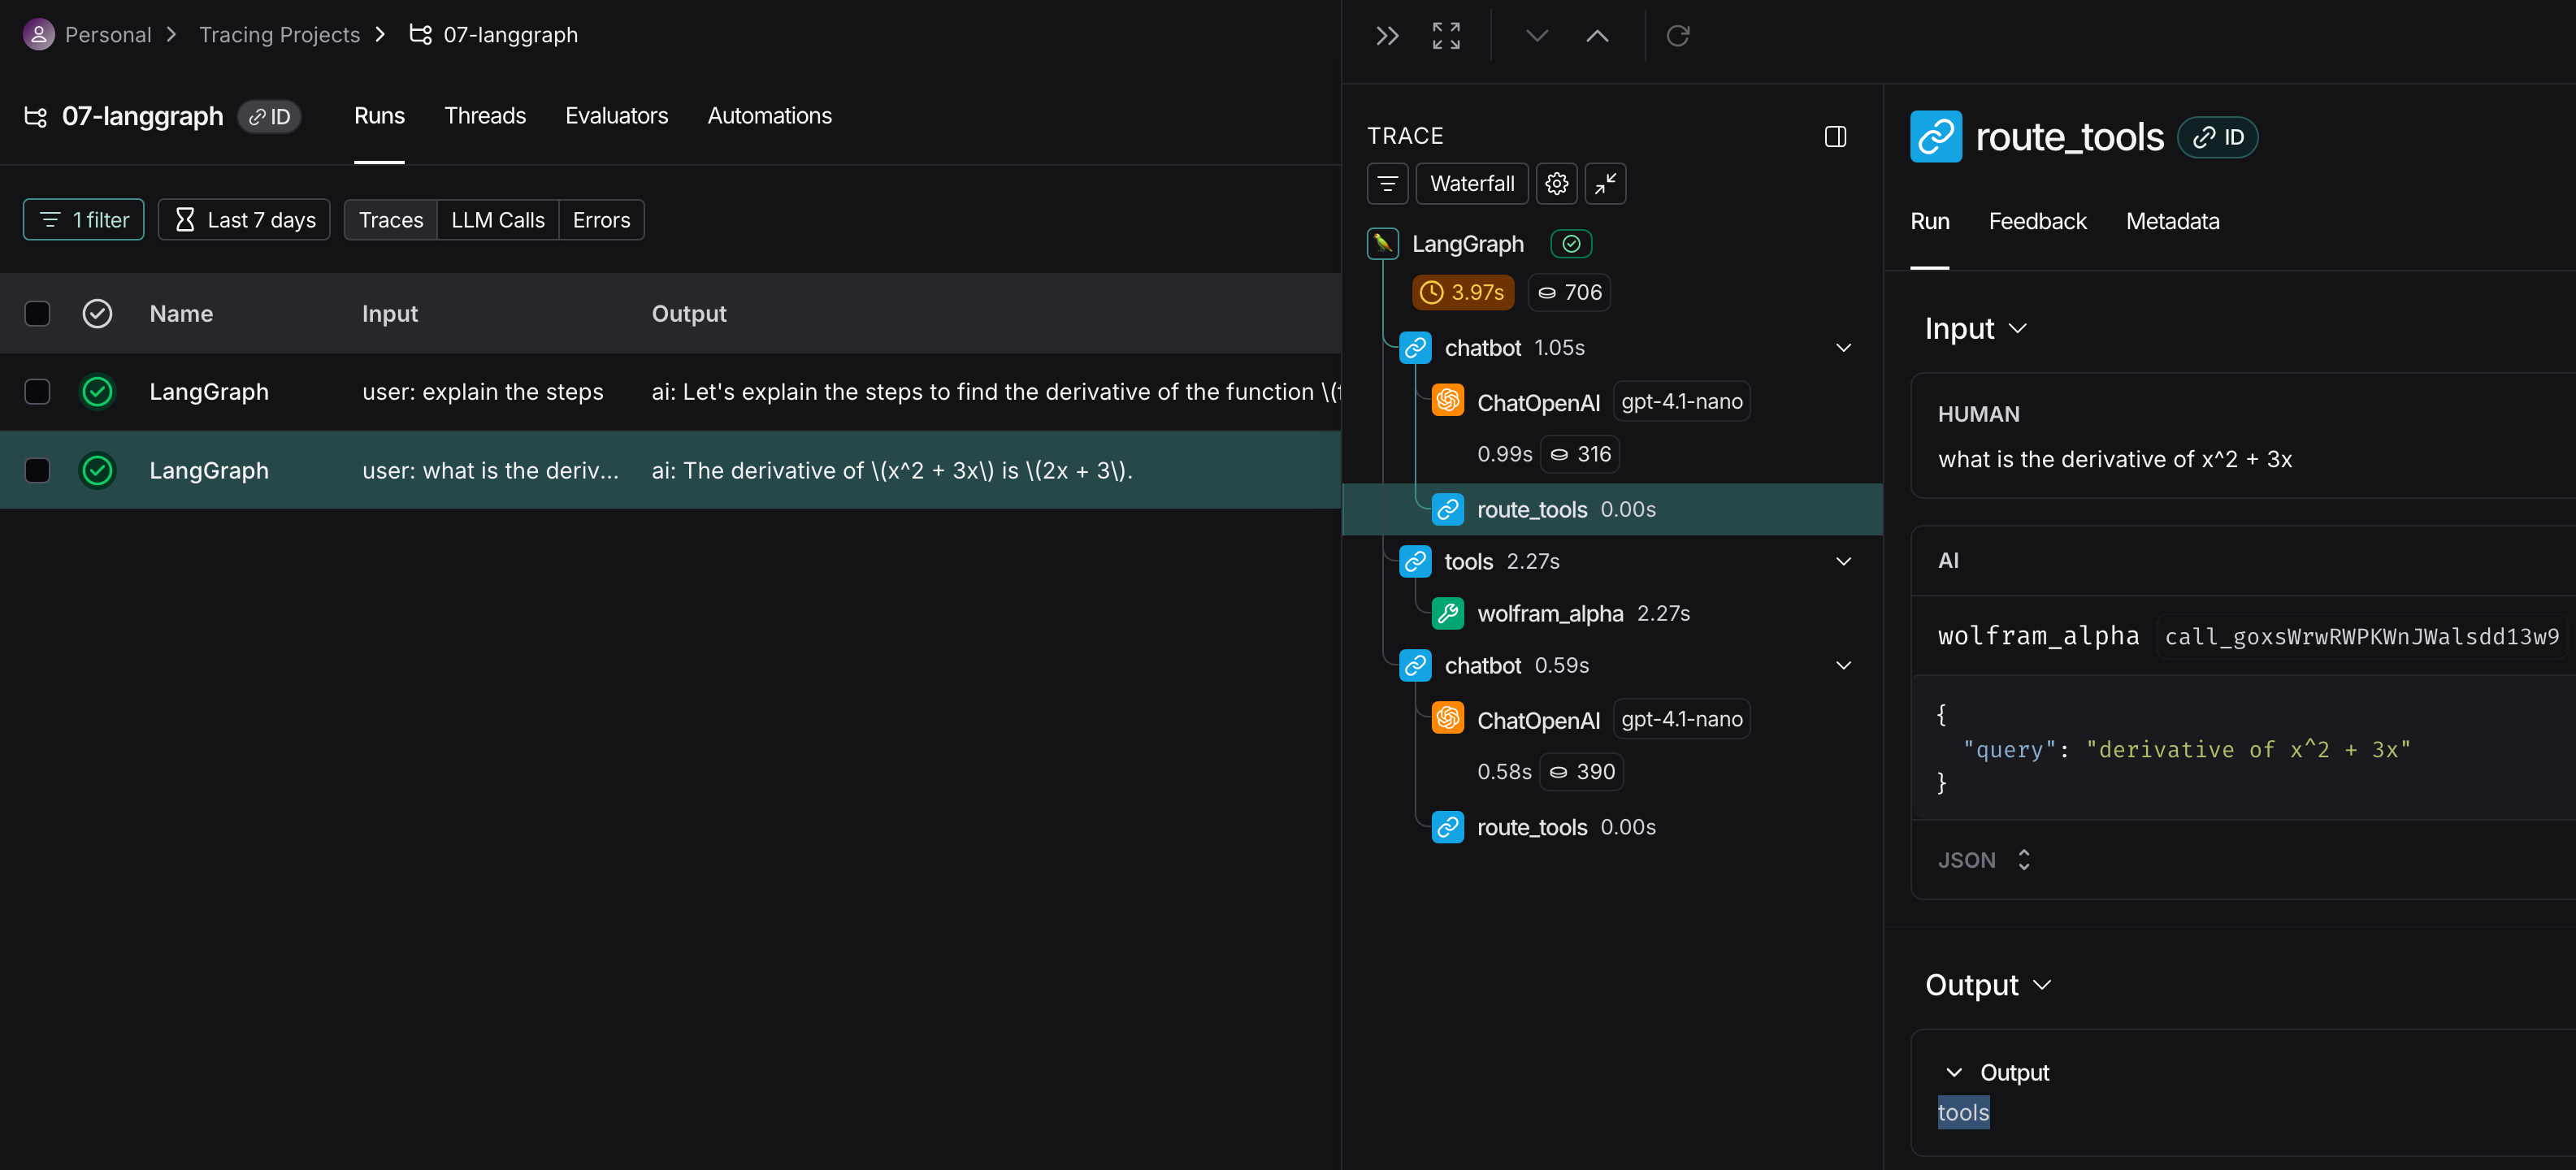 Personal > Tracing Projects > 07-langgraph
07-langgraph ID Runs Threads Evaluators Automations
1 filter Last 7 days Traces LLM Calls Errors
Name Input Output
LangGraph user: explain the steps ai: Let's explain the steps to find the derivative of the function \(
LangGraph user: what is the deriv... ai: The derivative of \(x^2 + 3x\) is \(2x + 3\).
TRACE
Waterfall
LangGraph
3.97s 706
chatbot 1.05s
ChatOpenAI gpt-4.1-nano
0.99s 316
route_tools 0.00s
tools 2.27s
wolfram_alpha 2.27s
chatbot 0.59s
ChatOpenAI gpt-4.1-nano
0.58s 390
route_tools 0.00s
route_tools ID
Run Feedback Metadata
Input
HUMAN
what is the derivative of x^2 + 3x
AI
wolfram_alpha call_goxsWrwRWPKWnJWalsdd13w9
{
"query": "derivative of x^2 + 3x"
}
JSON
Output
Output
tools